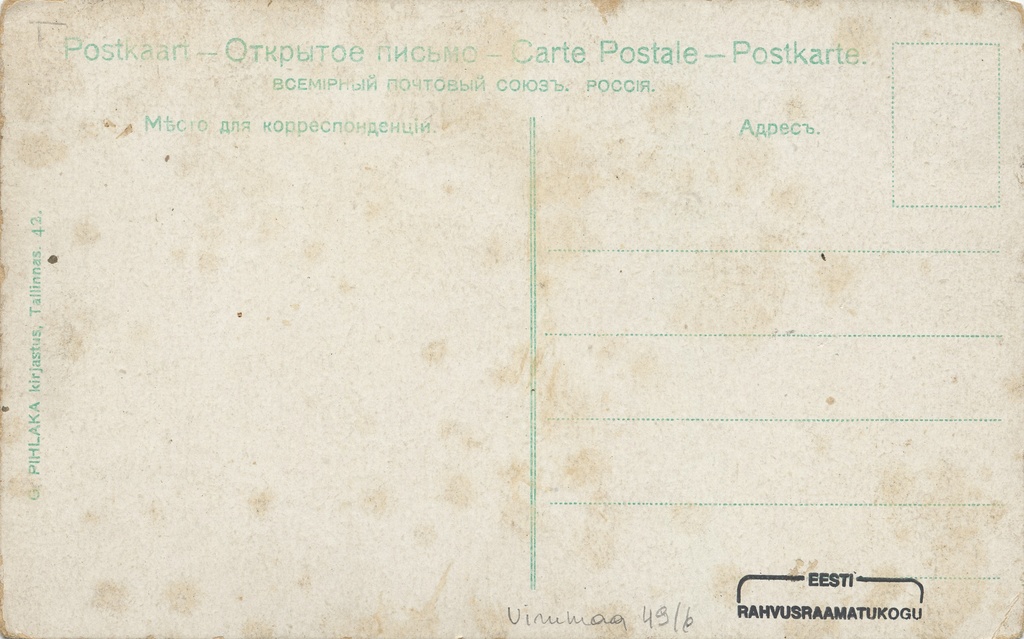 Postkaart — Открытое письмо — Carte Postale — Postkarte.
ВСЕМІРНЫЙ ПОЧТОВЫЙ СОЮЗЪ. РОССІЯ.
Мѣсто для корреспонденціи.
Адресъ.
G. PIHLAKA kirjastus, Tallinnas. 42.
EESTI
RAHVUSRAAMATUKOGU
Virumaa 49/6